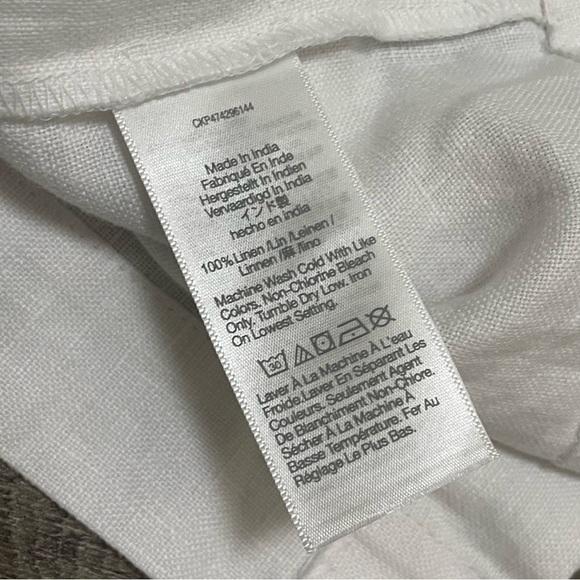 CKP474296144
Made In India
Fabriqué En Inde
Hergestellt In Indien
Vervaardigd In India
インド製
hecho en india
100% Linen /Lin /Leinen /
Linnen /麻 /lino
Machine Wash Cold With Like
Colors. Non-Chlorine Bleach
Only. Tumble Dry Low. Iron
On Lowest Setting.
30
Laver À La Machine À L'eau
Froide.Laver En Séparant Les
Couleurs. Seulement Agent
De Blanchiment Non-Chlore.
Sécher À La Machine À
Basse Température. Fer Au
Réglage Le Plus Bas.